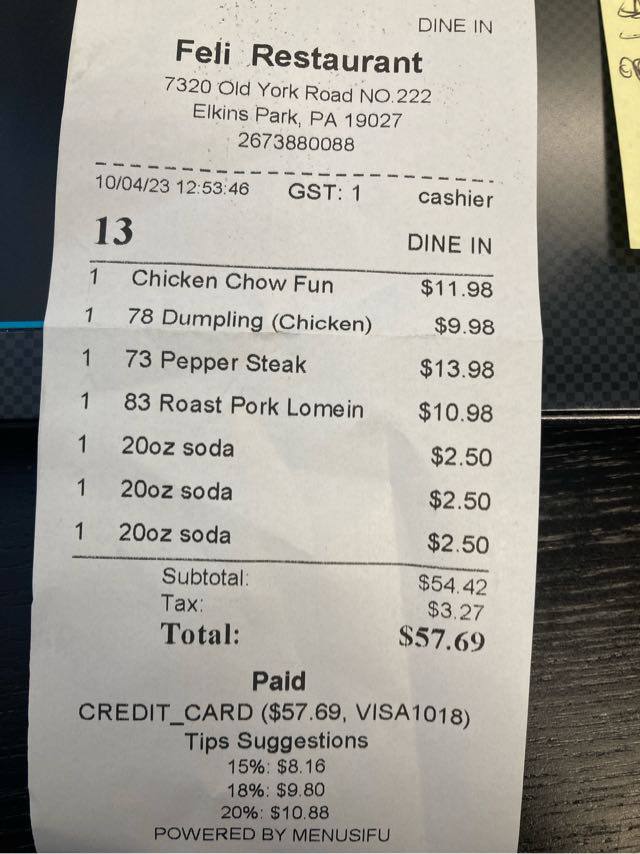 DINE IN
Feli Restaurant
7320 Old York Road NO.222
Elkins Park, PA 19027
2673880088
10/04/23 12:53:46 GST: 1 cashier
13 DINE IN
1 Chicken Chow Fun $11.98
1 78 Dumpling (Chicken) $9.98
1 73 Pepper Steak $13.98
1 83 Roast Pork Lomein $10.98
1 20oz soda $2.50
1 20oz soda $2.50
1 20oz soda $2.50
Subtotal: $54.42
Tax: $3.27
Total: $57.69
Paid
CREDIT_CARD ($57.69, VISA1018)
Tips Suggestions
15%: $8.16
18%: $9.80
20%: $10.88
POWERED BY MENUSIFU